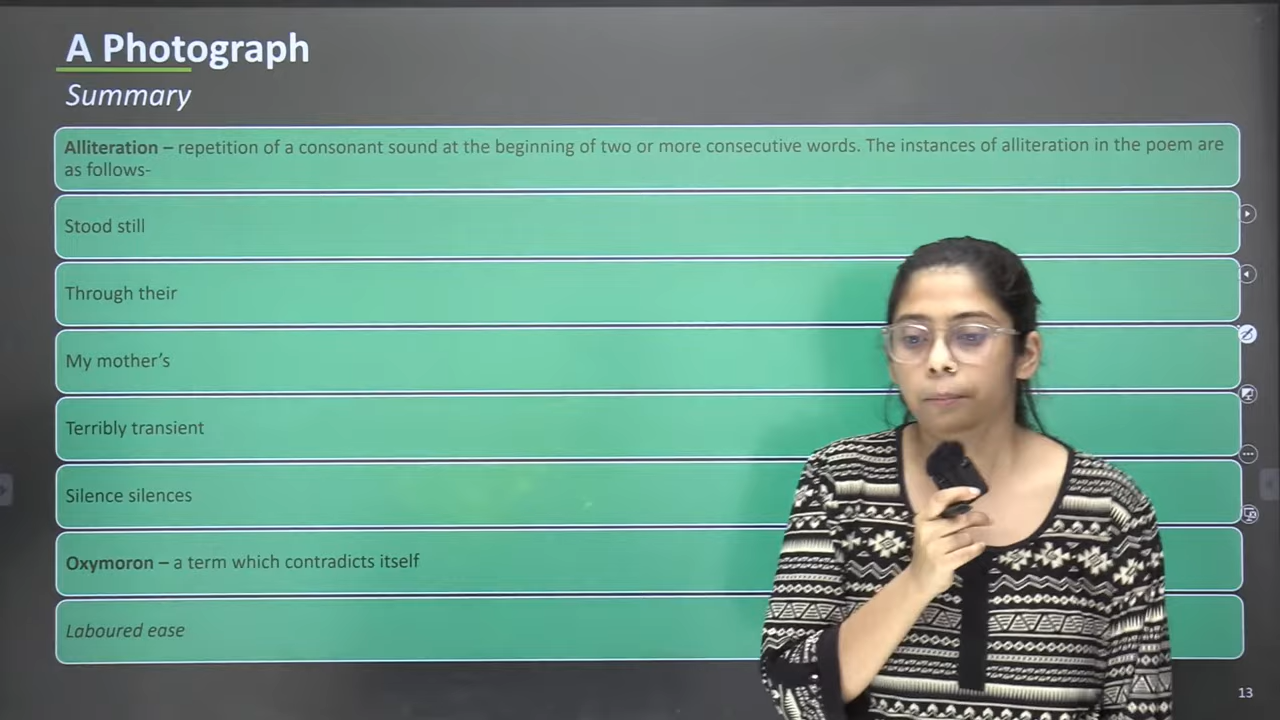 A Photograph
Summary
Alliteration – repetition of a consonant sound at the beginning of two or more consecutive words. The instances of alliteration in the poem are
as follows-
Stood still
Through their
My mother’s
Terribly transient
Silence silences
Oxymoron – a term which contradicts itself
Laboured ease
13